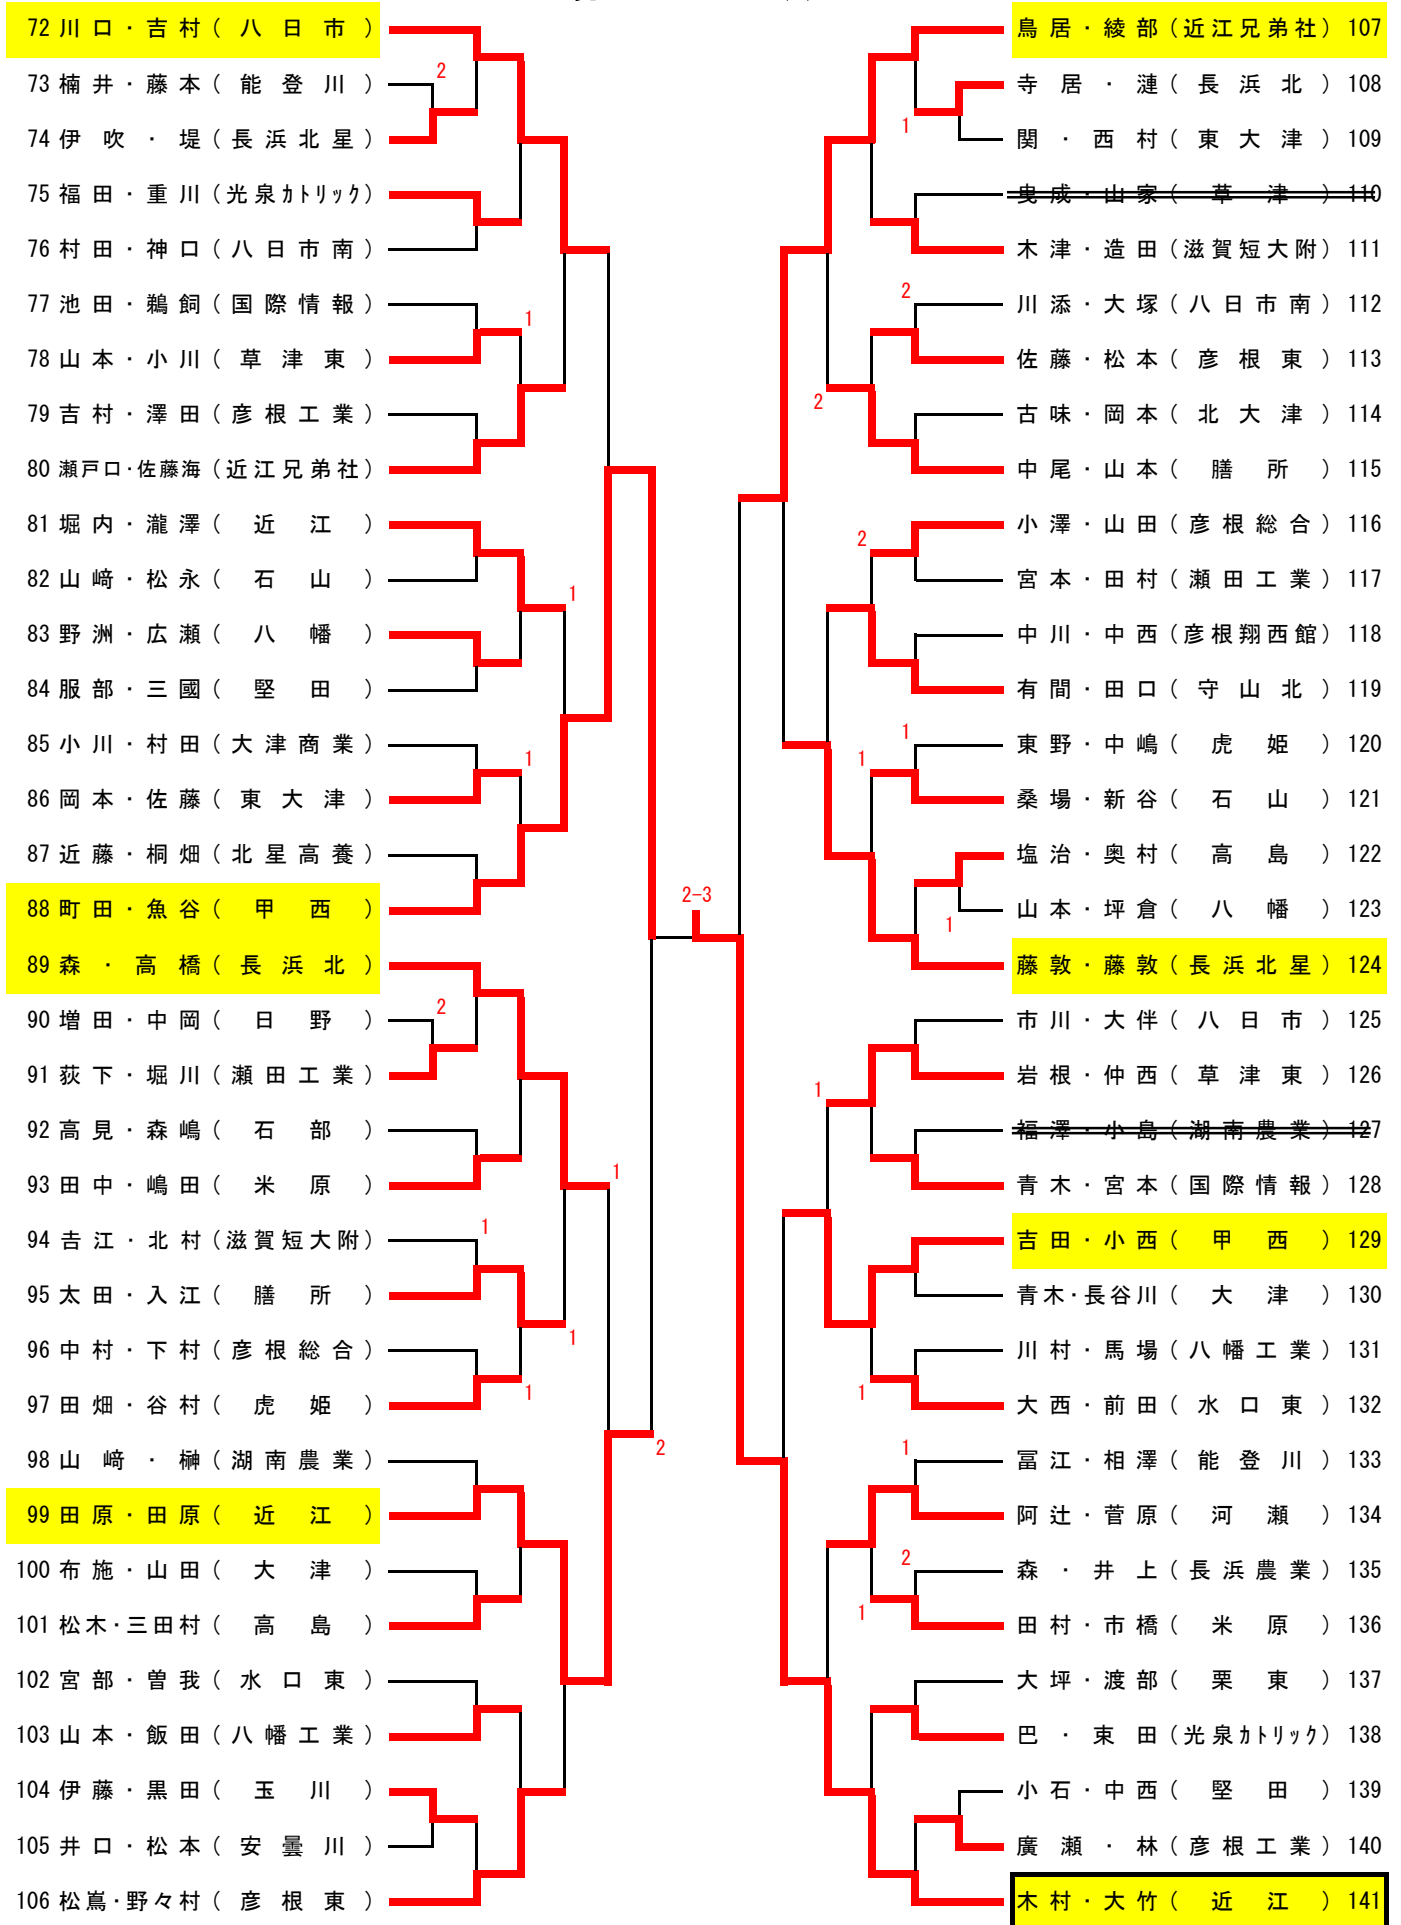 72 川口・吉村（八日市）
73 楠井・藤本（能登川）
2
74 伊吹・堤（長浜北星）
75 福田・重川（光泉カトリック）
76 村田・神口（八日市南）
77 池田・鵜飼（国際情報）
1
78 山本・小川（草津東）
79 吉村・澤田（彦根工業）
80 瀬戸口・佐藤海（近江兄弟社）
81 堀内・瀧澤（近江）
82 山﨑・松永（石山）
1
83 野洲・広瀬（八幡）
84 服部・三國（堅田）
85 小川・村田（大津商業）
1
86 岡本・佐藤（東大津）
87 近藤・桐畑（北星高養）
88 町田・魚谷（甲西）
89 森・高橋（長浜北）
90 増田・中岡（日野）
2
91 荻下・堀川（瀬田工業）
92 高見・森嶋（石部）
1
93 田中・嶋田（米原）
94 吉江・北村（滋賀短大附）
1
95 太田・入江（膳所）
1
96 中村・下村（彦根総合）
1
97 田畑・谷村（虎姫）
98 山﨑・榊（湖南農業）
2
99 田原・田原（近江）
100 布施・山田（大津）
101 松木・三田村（高島）
102 宮部・曽我（水口東）
103 山本・飯田（八幡工業）
104 伊藤・黒田（玉川）
105 井口・松本（安曇川）
106 松嶌・野々村（彦根東）
2-3
鳥居・綾部（近江兄弟社）107
寺居・漣（長浜北）108
1
関・西村（東大津）109
曳成・山家（草津）110
木津・造田（滋賀短大附）111
2
川添・大塚（八日市南）112
佐藤・松本（彦根東）113
2
古味・岡本（北大津）114
中尾・山本（膳所）115
小澤・山田（彦根総合）116
2
宮本・田村（瀬田工業）117
中川・中西（彦根翔西館）118
有間・田口（守山北）119
1
東野・中嶋（虎姫）120
1
桑場・新谷（石山）121
塩治・奥村（高島）122
山本・坪倉（八幡）123
1
藤敦・藤敦（長浜北星）124
市川・大伴（八日市）125
岩根・仲西（草津東）126
1
福澤・小島（湖南農業）127
青木・宮本（国際情報）128
吉田・小西（甲西）129
青木・長谷川（大津）130
川村・馬場（八幡工業）131
1
大西・前田（水口東）132
1
冨江・相澤（能登川）133
阿辻・菅原（河瀬）134
2
森・井上（長浜農業）135
1
田村・市橋（米原）136
大坪・渡部（栗東）137
巴・東田（光泉カトリック）138
小石・中西（堅田）139
廣瀬・林（彦根工業）140
木村・大竹（近江）141